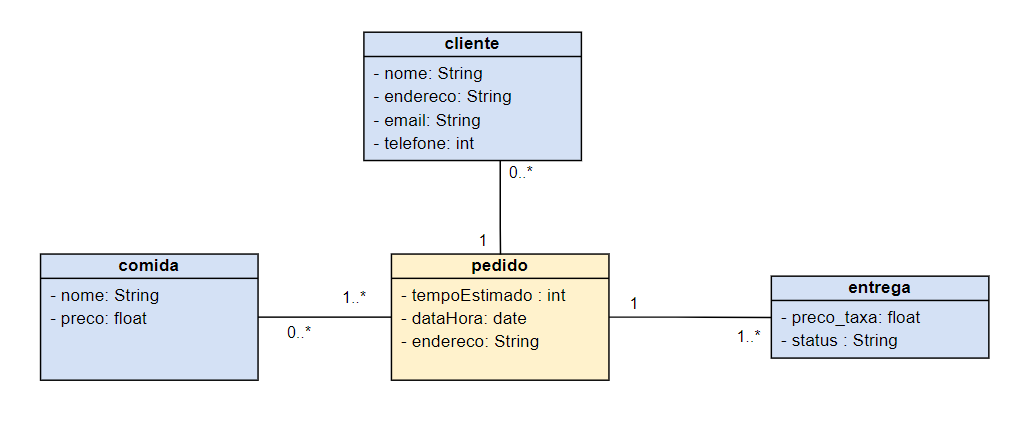 cliente
- nome: String
- endereco: String
- email: String
- telefone: int
0..*
1
comida
- nome: String
- preco: float
1..*
0..*
pedido
- tempoEstimado : int
- dataHora: date
- endereco: String
1
1..*
entrega
- preco_taxa: float
- status : String